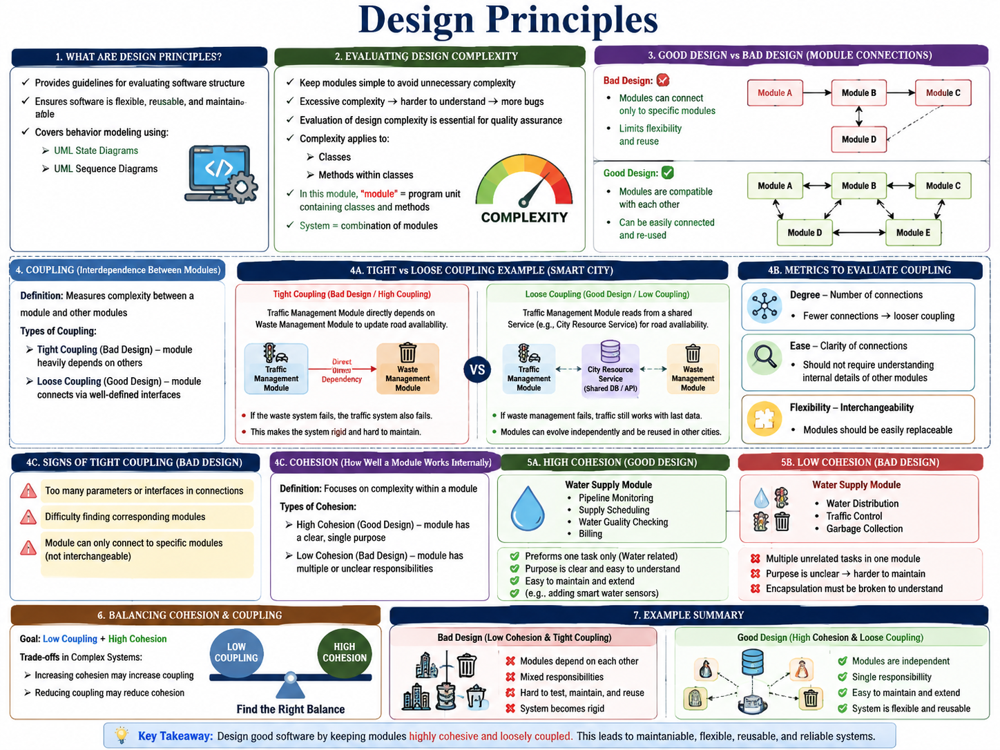 Design Principles
1. WHAT ARE DESIGN PRINCIPLES?
✓ Provides guidelines for evaluating software structure
✓ Ensures software is flexible, reusable, and maintain-
able
✓ Covers behavior modeling using:
➢ UML State Diagrams
➢ UML Sequence Diagrams
</>
2. EVALUATING DESIGN COMPLEXITY
✓ Keep modules simple to avoid unnecessary complexity
✓ Excessive complexity → harder to understand → more bugs
✓ Evaluation of design complexity is essential for quality assurance
✓ Complexity applies to:
➢ Classes
➢ Methods within classes
✓ In this module, "module" = program unit
containing classes and methods
✓ System = combination of modules
COMPLEXITY
3. GOOD DESIGN vs BAD DESIGN (MODULE CONNECTIONS)
Bad Design:
• Modules can connect
only to specific modules
• Limits flexibility
and reuse
Module A
Module B
Module C
Module D
Good Design:
• Modules are compatible
with each other
• Can be easily connected
and re-used
Module A
Module B
Module C
Module D
Module E
4. COUPLING (Interdependence Between Modules)
Definition: Measures complexity between a
module and other modules
Types of Coupling:
➢ Tight Coupling (Bad Design) – module
heavily depends on others
➢ Loose Coupling (Good Design) – module
connects via well-defined interfaces
4A. TIGHT vs LOOSE COUPLING EXAMPLE (SMART CITY)
Tight Coupling (Bad Design / High Coupling)
Traffic Management Module directly depends on
Waste Management Module to update road availability.
Traffic
Management
Module
Direct
Dependency
Waste
Management
Module
• If the waste system fails, the traffic system also fails.
• This makes the system rigid and hard to maintain.
VS
Loose Coupling (Good Design / Low Coupling)
Traffic Management Module reads from a shared
Service (e.g., City Resource Service) for road availability.
Traffic
Management
Module
City Resource
Service
(Shared DB / API)
Waste
Management
Module
• If waste management fails, traffic still works with last data.
• Modules can evolve independently and be reused in other cities.
4B. METRICS TO EVALUATE COUPLING
Degree – Number of connections
• Fewer connections → looser coupling
Ease – Clarity of connections
• Should not require understanding
internal details of other modules
Flexibility – Interchangeability
• Modules should be easily replaceable
4C. SIGNS OF TIGHT COUPLING (BAD DESIGN)
Too many parameters or interfaces in connections
Difficulty finding corresponding modules
Module can only connect to specific modules
(not interchangeable)
4C. COHESION (How Well a Module Works Internally)
Definition: Focuses on complexity within a module
Types of Cohesion:
➢ High Cohesion (Good Design) – module has
a clear, single purpose
➢ Low Cohesion (Bad Design) – module has
multiple or unclear responsibilities
5A. HIGH COHESION (GOOD DESIGN)
Water Supply Module
• Pipeline Monitoring
• Supply Scheduling
• Water Guality Checking
• Billing
Preforms one task only (Water related)
Purpose is clear and easy to understand
Easy to maintain and extend
(e.g., adding smart water sensors)
5B. LOW COHESION (BAD DESIGN)
Water Supply Module
• Water Distribution
• Traffic Control
• Garbage Collection
Multiple unrelated tasks in one module
Purpese is unclear → harder to maintain
Encapsulation must be broken to understand
6. BALANCING COHESION & COUPLING
Goal: Low Coupling + High Cohesion
Trade-offs in Complex Systems:
➢ Increasing cohesien may increase coupling
➢ Reducing coupling may reduce cohesion
LOW
COUPLING
HIGH
COHESION
Find the Right Balance
7. EXAMPLE SUMMARY
Bad Design (Low Cohesion & Tight Coupling)
Modules depend on each other
Mixed responsibilities
Hard to test, maintain, and reuse
System becomes rigid
Good Design (High Cohesion & Loose Coupling)
Modules are independent
Single responsibility
Easy to maintain and extend
System is flexible and reusable
Key Takeaway: Design good software by keeping modules highly cohesive and loosely coupled. This leads to maintaniable, flexible, reusable, and reliable systems.